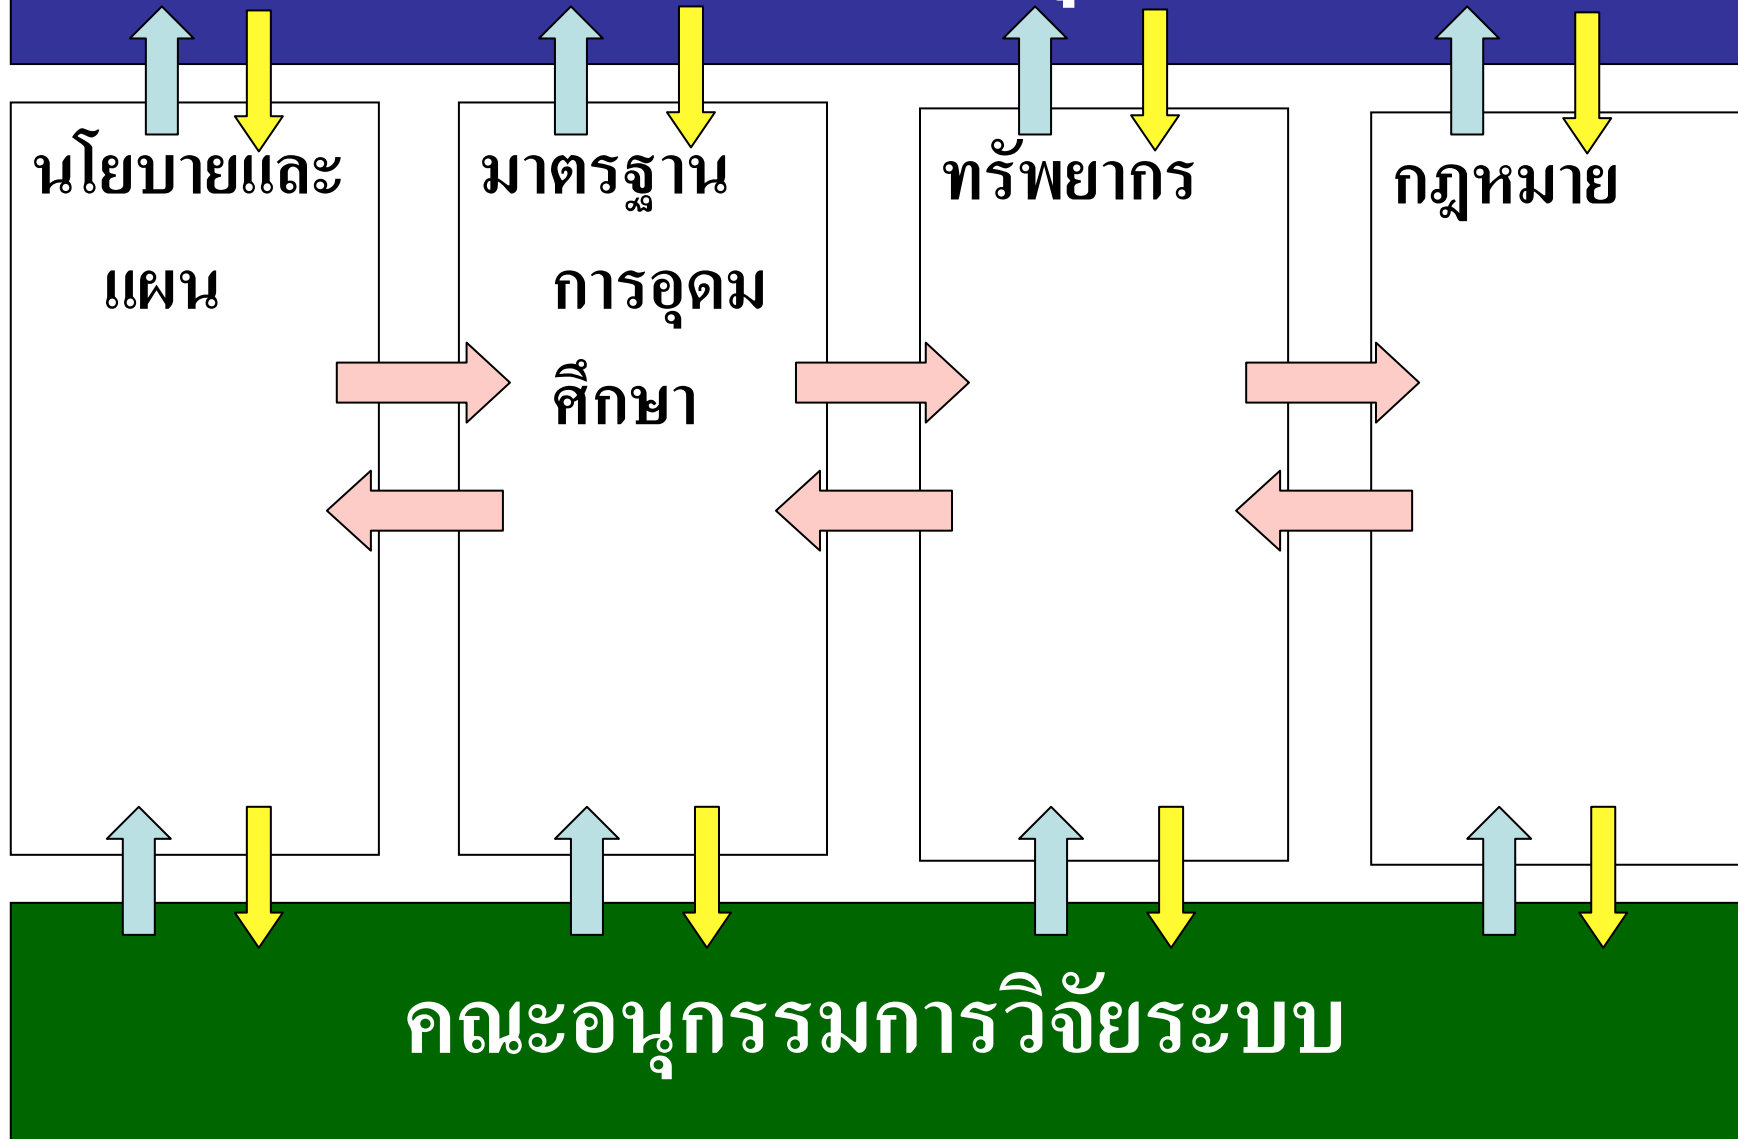 นโยบายและ
แผน
มาตรฐาน
การอุดม
ศึกษา
ทรัพยากร
กฎหมาย
คณะอนุกรรมการวิจัยระบบ